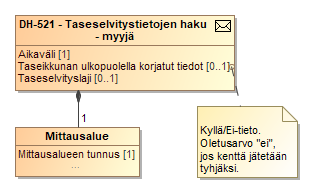 DH-521 - Taseselvitystietojen haku
- myyjä
Aikaväli [1]
Taseikkunan ulkopuolella korjatut tiedot [0..1]
Taseselvityslaji [0..1]
1
Mittausalue
Mittausalueen tunnus [1]
...
Kyllä/Ei-tieto.
Oletusarvo "ei",
jos kenttä jätetään
tyhjäksi.